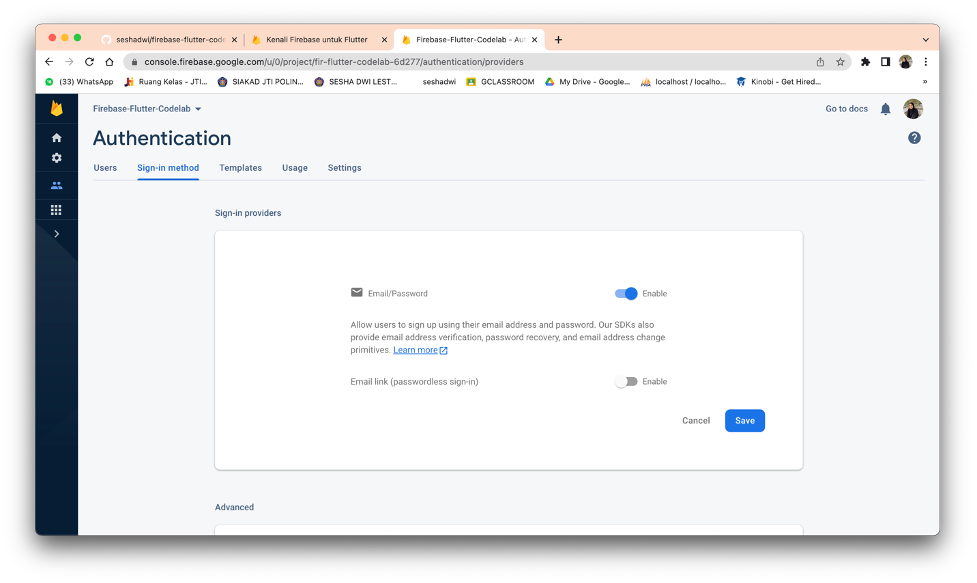 seshadwi/firebase-flutter-code
Kenali Firebase untuk Flutter
Firebase-Flutter-Codelab - Aut
console.firebase.google.com/u/0/project/fir-flutter-codelab-6d277/authentication/providers
(33) WhatsApp
Ruang Kelas - JTI...
SIAKAD JTI POLIN...
SESHA DWI LEST...
seshadwi
GCLASSROOM
My Drive - Google...
localhost / localho...
Kinobi - Get Hired...
»
Firebase-Flutter-Codelab
Go to docs
Authentication
Users
Sign-in method
Templates
Usage
Settings
Sign-in providers
Email/Password
Enable
Allow users to sign up using their email address and password. Our SDKs also
provide email address verification, password recovery, and email address change
primitives. Learn more
Email link (passwordless sign-in)
Enable
Cancel
Save
Advanced